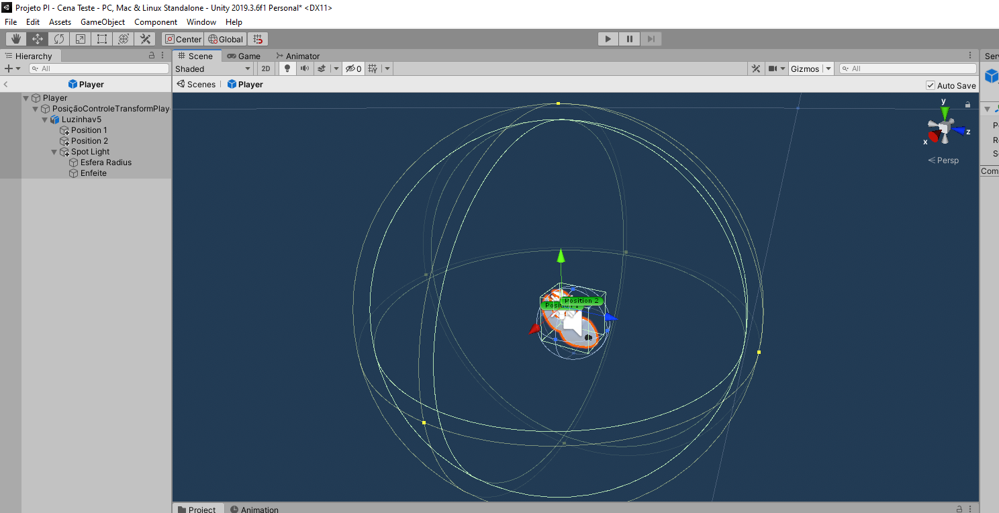 Projeto PI - Cena Teste - PC, Mac & Linux Standalone - Unity 2019.3.6f1 Personal* <DX11>
File Edit Assets GameObject Component Window Help
Center Global
Hierarchy Scene Game Animator
All Shaded 2D 0 Gizmos All
Player Scenes Player Auto Save
Player
PosiçãoControleTransformPlay
Luzinhav5
Position 1
Position 2
Spot Light
Esfera Radius
Enfeite
y
z
x
Persp
Position 2
Com
Project Animation